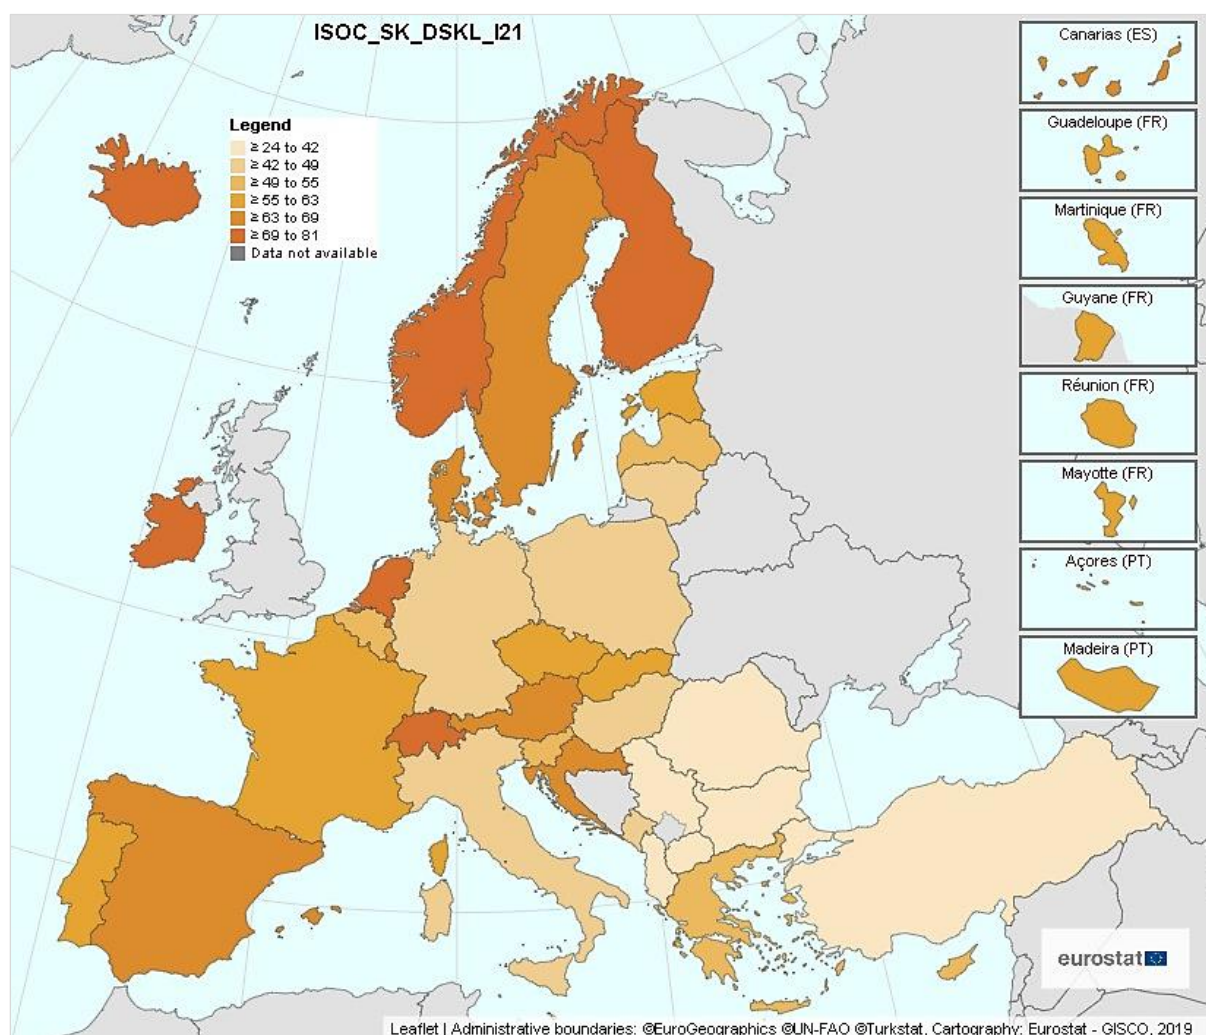 ISOC_SK_DSKL_I21
Legend
≥ 24 to 42
≥ 42 to 49
≥ 49 to 55
≥ 55 to 63
≥ 63 to 69
≥ 69 to 81
Data not available
Canarias (ES)
Guadeloupe (FR)
Martinique (FR)
Guyane (FR)
Réunion (FR)
Mayotte (FR)
Açores (PT)
Madeira (PT)
eurostat
Leaflet | Administrative boundaries: ©EuroGeographics ©UN-FAO ©Turkstat, Cartography: Eurostat - GISCO, 2019